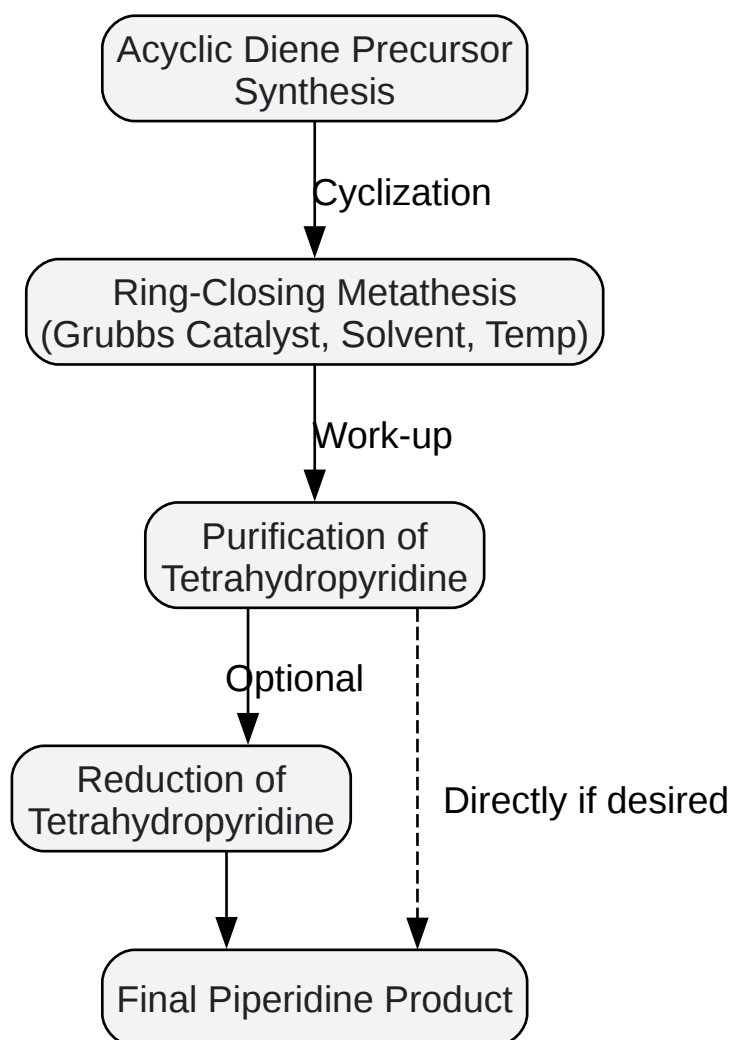 Acyclic Diene Precursor
Synthesis
Cyclization
Ring-Closing Metathesis
(Grubbs Catalyst, Solvent, Temp)
Work-up
Purification of
Tetrahydropyridine
Optional
Reduction of
Tetrahydropyridine
Directly if desired
Final Piperidine Product